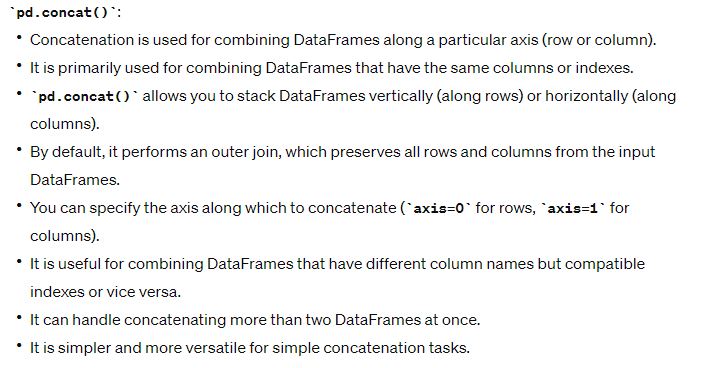 `pd.concat()`:
• Concatenation is used for combining DataFrames along a particular axis (row or column).
• It is primarily used for combining DataFrames that have the same columns or indexes.
• `pd.concat()` allows you to stack DataFrames vertically (along rows) or horizontally (along
columns).
• By default, it performs an outer join, which preserves all rows and columns from the input
DataFrames.
• You can specify the axis along which to concatenate (`axis=0` for rows, `axis=1` for
columns).
• It is useful for combining DataFrames that have different column names but compatible
indexes or vice versa.
• It can handle concatenating more than two DataFrames at once.
• It is simpler and more versatile for simple concatenation tasks.